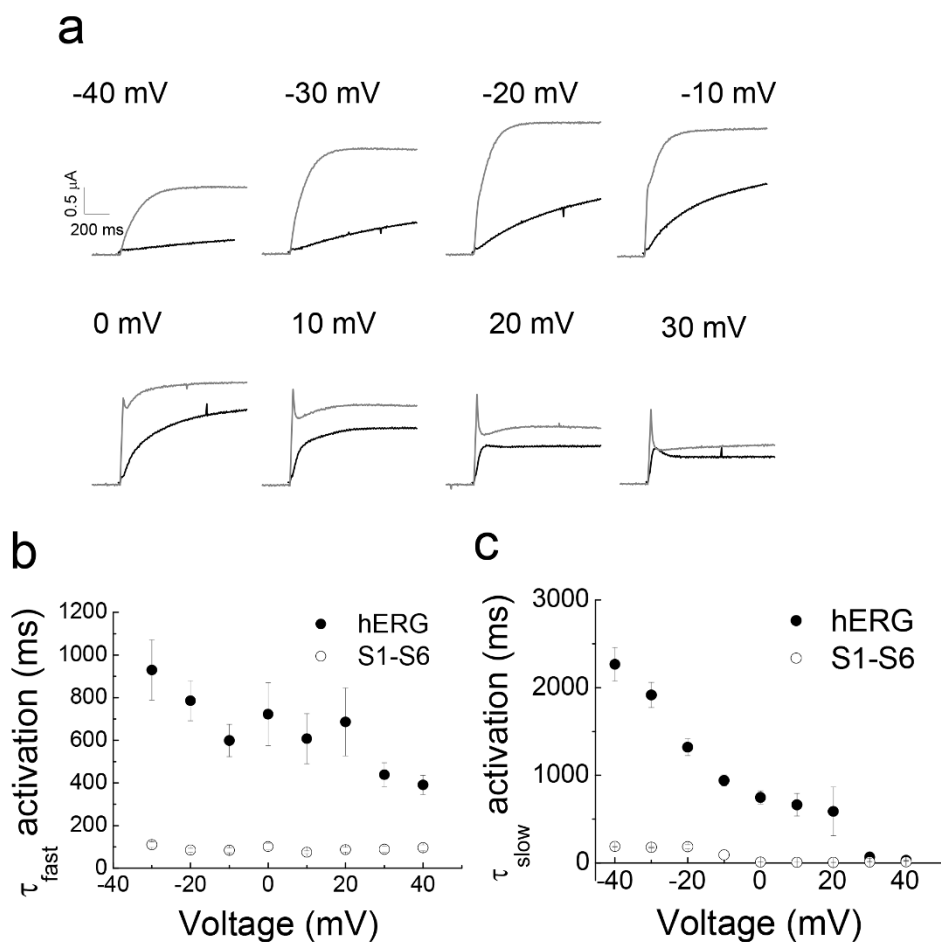 a
-40 mV
-30 mV
-20 mV
-10 mV
0.5 µA
200 ms
0 mV
10 mV
20 mV
30 mV
b
τfast activation (ms)
1200
1000
800
600
400
200
0
hERG
S1-S6
-40 -20 0 20 40
Voltage (mV)
c
τslow activation (ms)
3000
2000
1000
0
hERG
S1-S6
-40 -20 0 20 40
Voltage (mV)